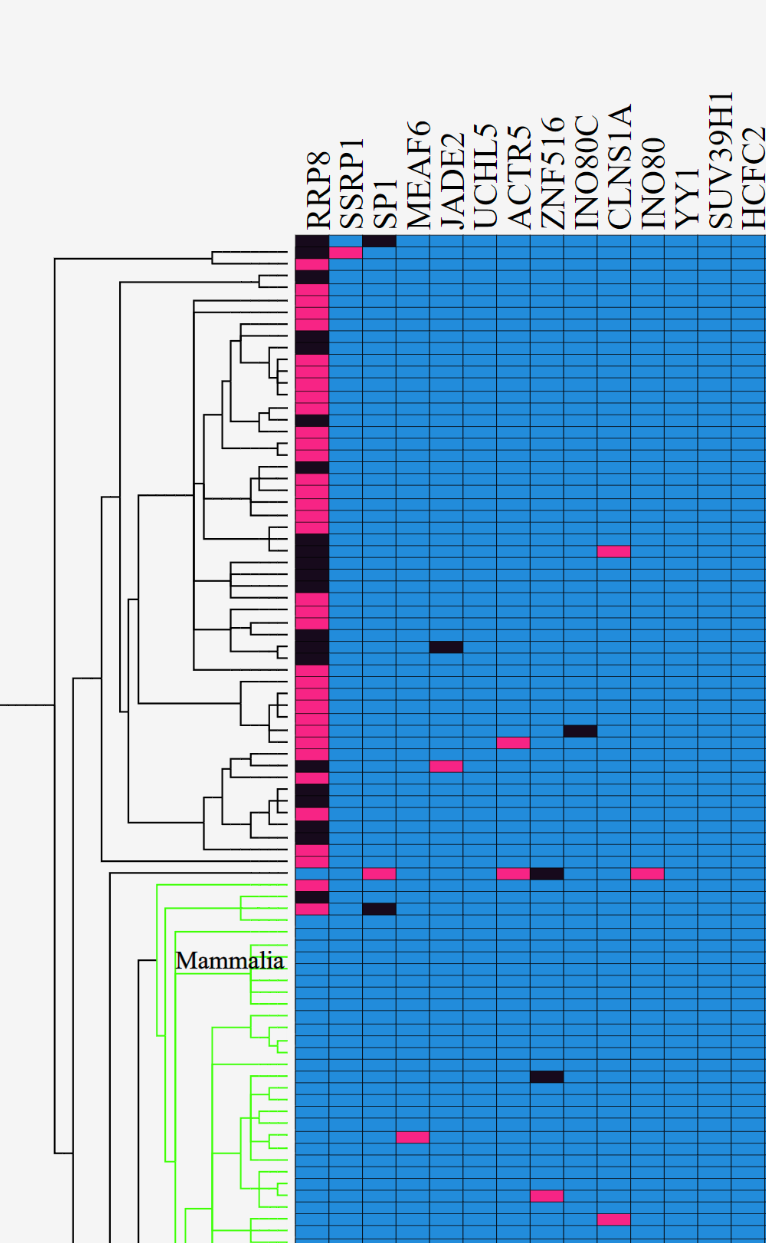 RRP8
SSRP1
SP1
MEAF6
JADE2
UCHL5
ACTR5
ZNF516
INO80C
CLNS1A
INO80
YY1
SUV39H1
HCFC2
Mammalia